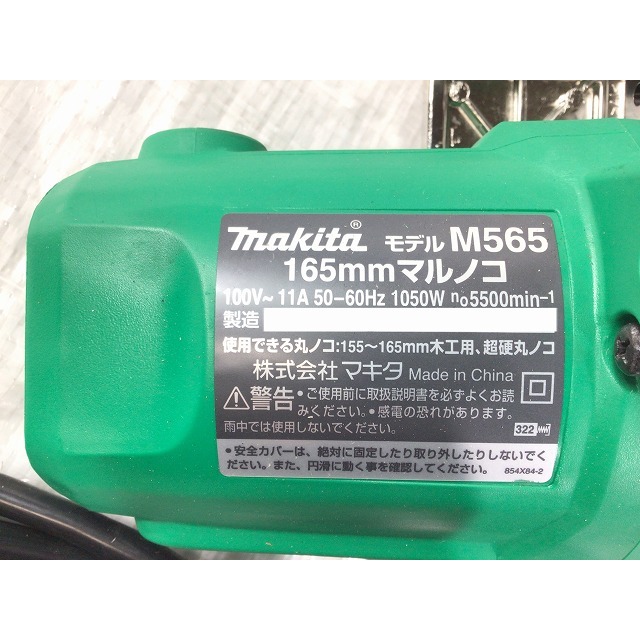 makita® モデル M565
165mmマルノコ
100V~ 11A 50-60Hz 1050W n₀5500min⁻¹
製造
使用できる丸ノコ:155～165mm木工用、超硬丸ノコ
株式会社 マキタ Made in China
⚠警告 ●ご使用前に取扱説明書を必ずよくお読
みください。●感電の恐れがあります。
雨中では使用しないでください。
322
●安全カバーは、絶対に固定したり取り外したりしないでく
ださい。また、円滑に動く事を確認してください。
854X84-2